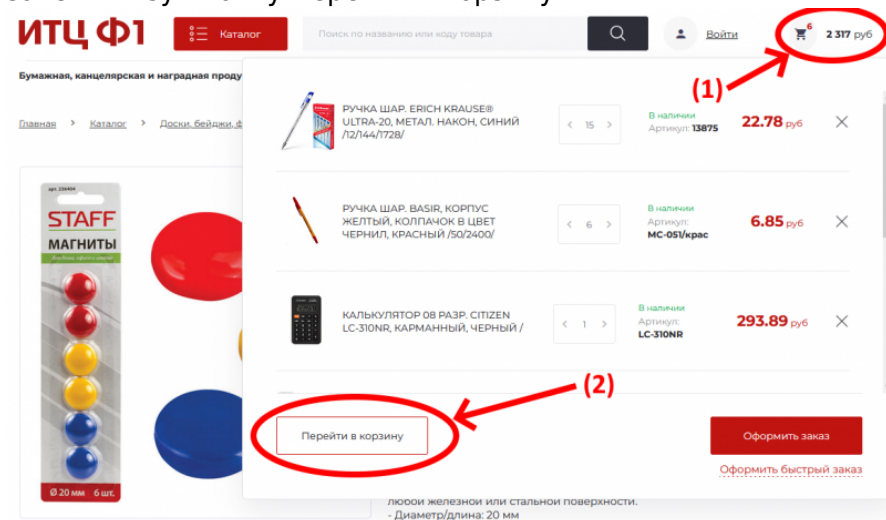 ИТЦ Ф1
Каталог
Поиск по названию или коду товара
Войти
6
2 317 руб
(1)
Бумажная, канцелярская и наградная проду
Главная > Каталог > Доски, бейджи, ф
РУЧКА ШАР. ERICH KRAUSE®
ULTRA-20, МЕТАЛ. НАКОН, СИНИЙ
/12/144/1728/
< 15 >
В наличии
Артикул: 13875
22.78 руб
РУЧКА ШАР. BASIR, КОРПУС
ЖЕЛТЫЙ, КОЛПАЧОК В ЦВЕТ
ЧЕРНИЛ, КРАСНЫЙ /50/2400/
< 6 >
В наличии
Артикул:
МС-051/крас
6.85 руб
КАЛЬКУЛЯТОР 08 РАЗР. CITIZEN
LC-310NR, КАРМАННЫЙ, ЧЕРНЫЙ /
< 1 >
В наличии
Артикул:
LC-310NR
293.89 руб
(2)
Перейти в корзину
Оформить заказ
Оформить быстрый заказ
арт. 236404
STAFF
МАГНИТЫ
Ø 20 мм 6 шт.
любой железной или стальной поверхности.
- Диаметр/длина: 20 мм